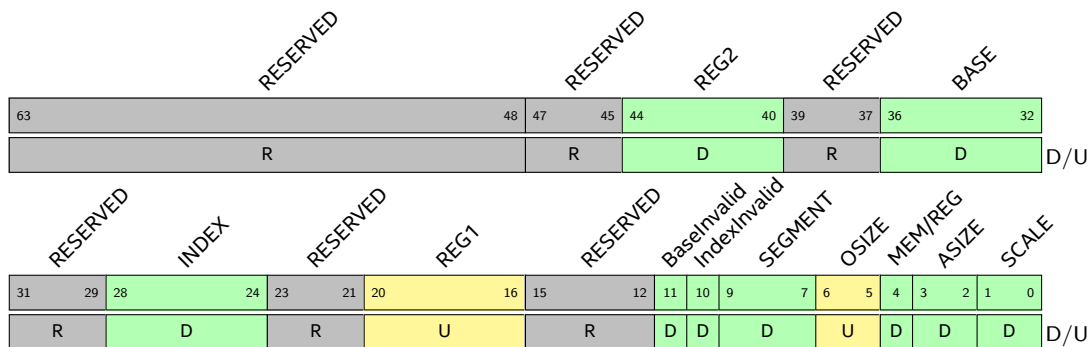 RESERVED RESERVED REG2 RESERVED BASE
63 48 47 45 44 40 39 37 36 32
R R D R D D/U
RESERVED INDEX RESERVED REG1 RESERVED BaseInvalid IndexInvalid SEGMENT OSIZE MEM/REG ASIZE SCALE
31 29 28 24 23 21 20 16 15 12 11 10 9 7 6 5 4 3 2 1 0
R D R U R D D D U D D D D/U